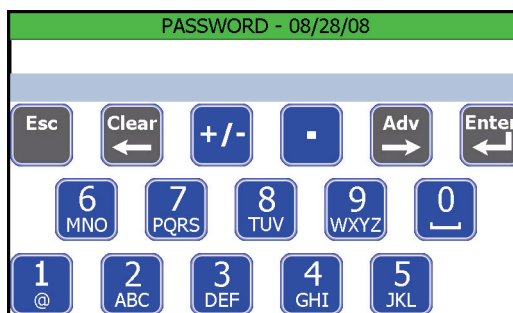 PASSWORD - 08/28/08
Esc Clear +/- . Adv Enter
6 7 8 9 0
MNO PQRS TUV WXYZ
1 2 3 4 5
@ ABC DEF GHI JKL